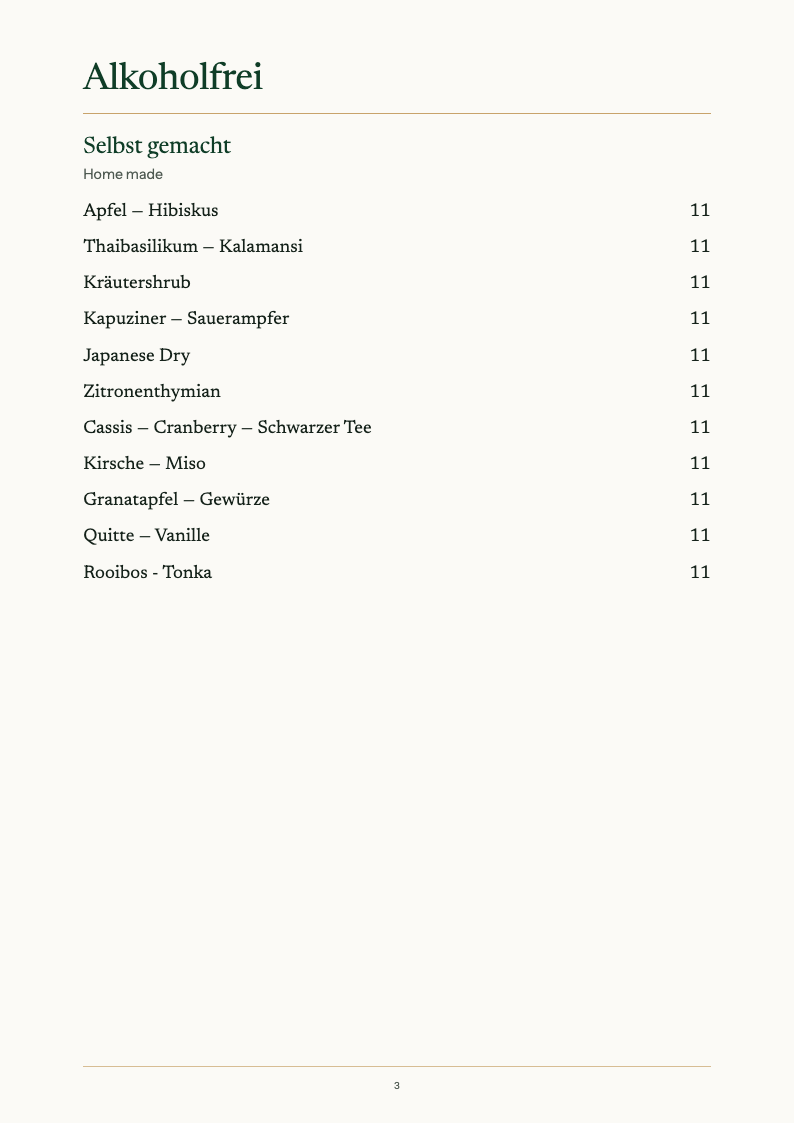 Alkoholfrei
Selbst gemacht
Home made
Apfel – Hibiskus 11
Thaibasilikum – Kalamansi 11
Kräutershrub 11
Kapuziner – Sauerampfer 11
Japanese Dry 11
Zitronenthymian 11
Cassis – Cranberry – Schwarzer Tee 11
Kirsche – Miso 11
Granatapfel – Gewürze 11
Quitte – Vanille 11
Rooibos - Tonka 11
3